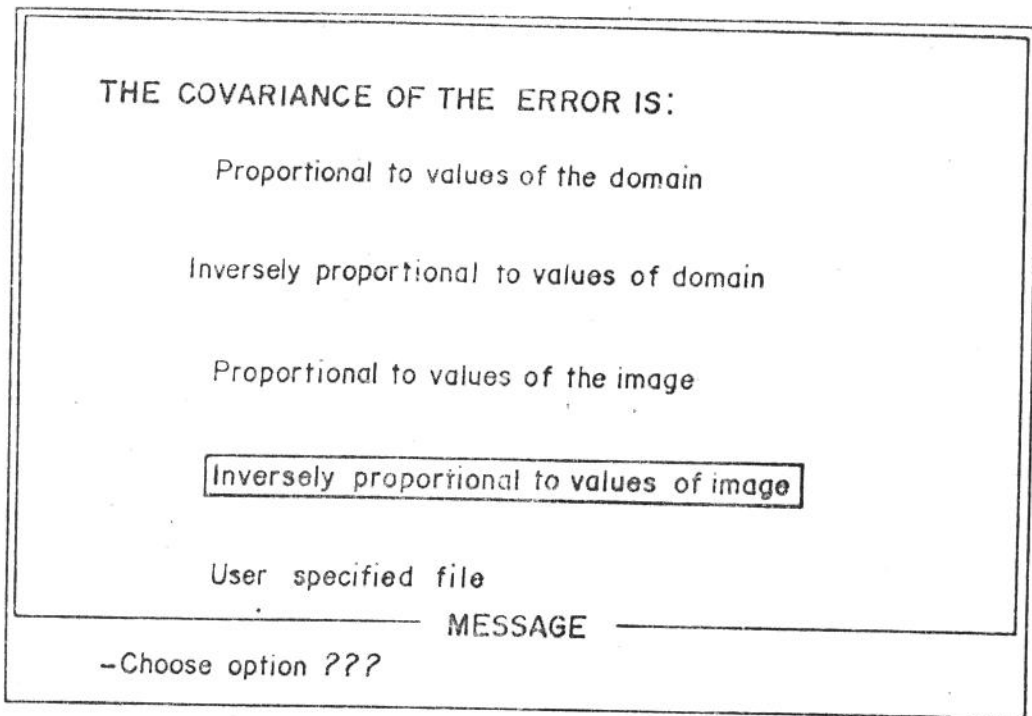 THE COVARIANCE OF THE ERROR IS:
Proportional to values of the domain
Inversely proportional to values of domain
Proportional to values of the image
Inversely proportional to values of image
User specified file
MESSAGE
-Choose option ???